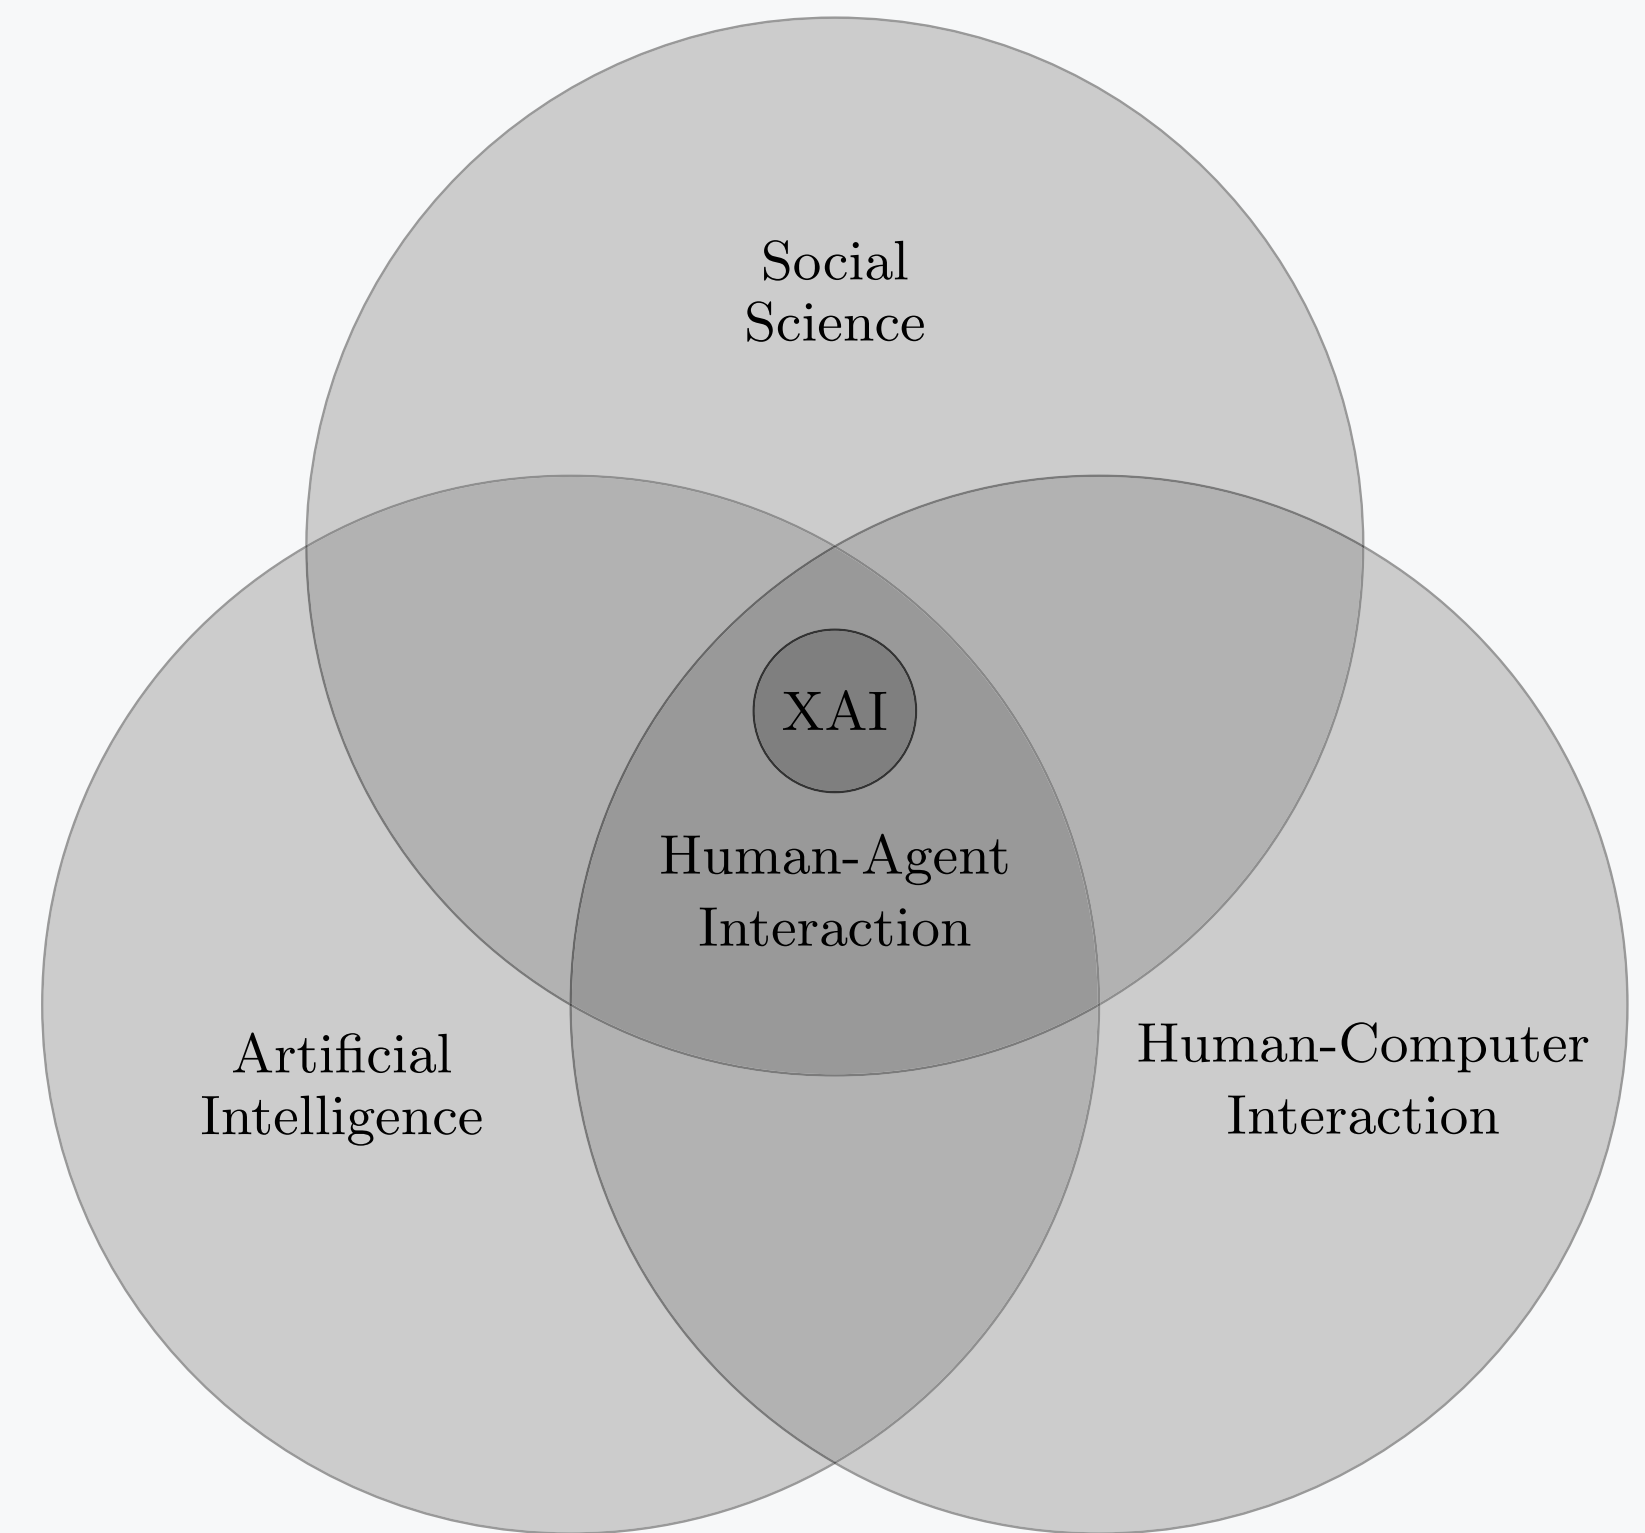 Social
Science
XAI
Human-Agent
Interaction
Artificial
Intelligence
Human-Computer
Interaction